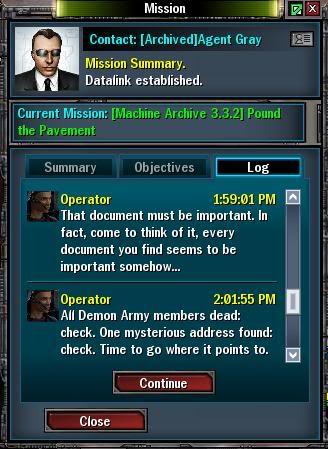 Mission
Contact: [Archived]Agent Gray
Mission Summary.
Datalink established.
Current Mission: [Machine Archive 3.3.2] Pound
the Pavement
Summary
Objectives
Log
Operator 1:59:01 PM
That document must be important. In
fact, come to think of it, every
document you find seems to be
important somehow...
Operator 2:01:55 PM
All Demon Army members dead:
check. One mysterious address found:
check. Time to go where it points to.
Continue
Close